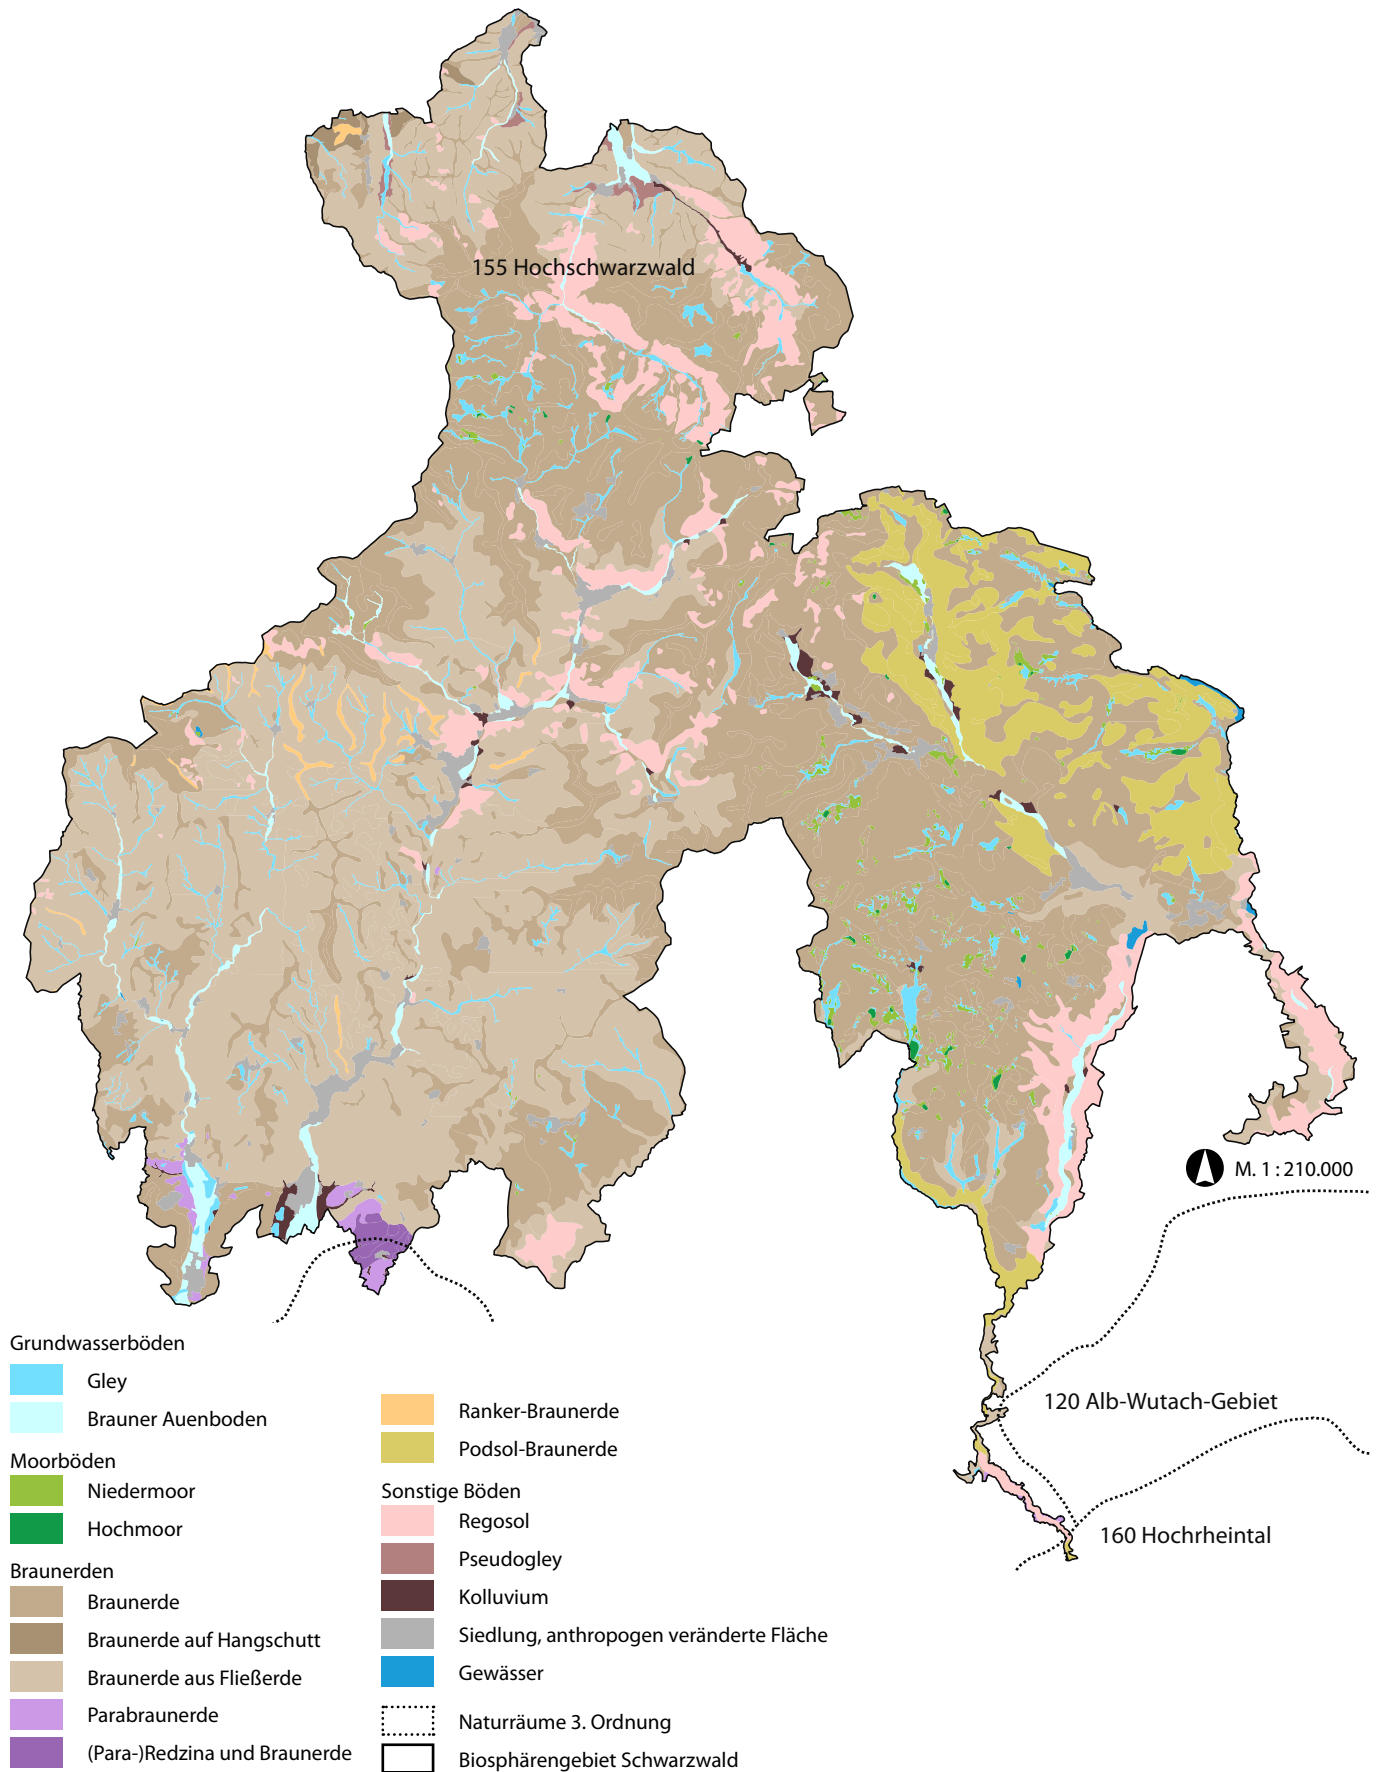 155 Hochschwarzwald
M. 1 : 210.000
120 Alb-Wutach-Gebiet
160 Hochrheintal
Grundwasserböden
Gley
Brauner Auenboden
Moorböden
Niedermoor
Hochmoor
Braunerden
Braunerde
Braunerde auf Hangschutt
Braunerde aus Fließerde
Parabraunerde
(Para-)Redzina und Braunerde
Ranker-Braunerde
Podsol-Braunerde
Sonstige Böden
Regosol
Pseudogley
Kolluvium
Siedlung, anthropogen veränderte Fläche
Gewässer
Naturräume 3. Ordnung
Biosphärengebiet Schwarzwald